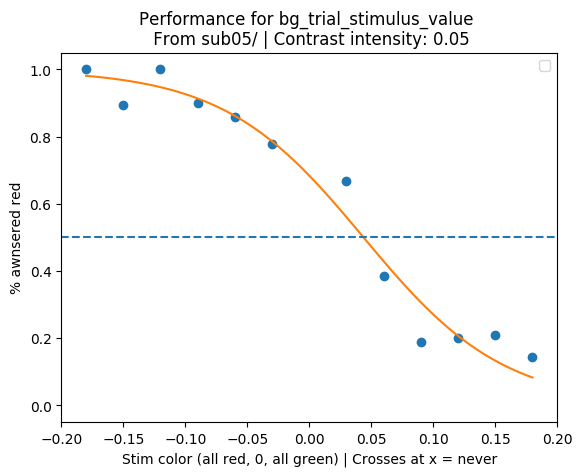 Performance for bg_trial_stimulus_value
From sub05/ | Contrast intensity: 0.05
1.0
0.8
0.6
0.4
0.2
0.0
% awnsered red
−0.20 −0.15 −0.10 −0.05 0.00 0.05 0.10 0.15 0.20
Stim color (all red, 0, all green) | Crosses at x = never